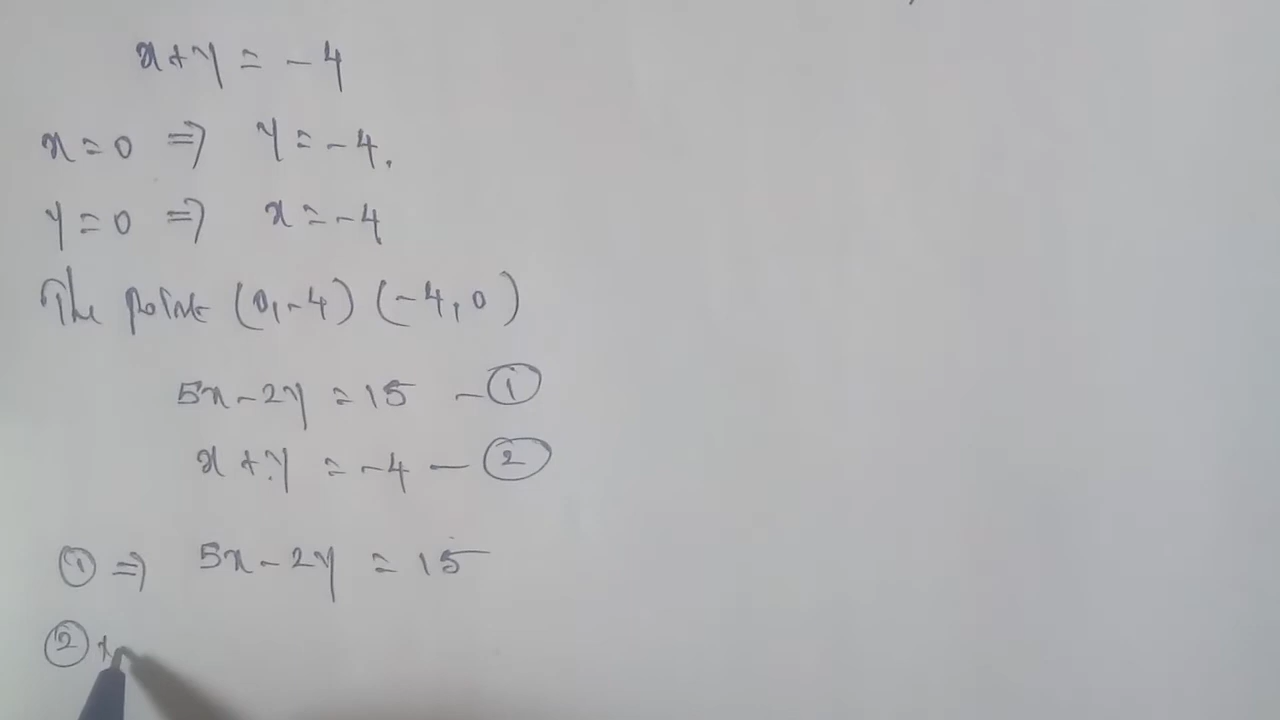 x+y = -4
x=0 ⇒ y=-4.
y=0 ⇒ x=-4
The point (0,-4) (-4,0)
5x-2y =15 -①
x+y = -4 - ②
① ⇒ 5x-2y = 15
② ×